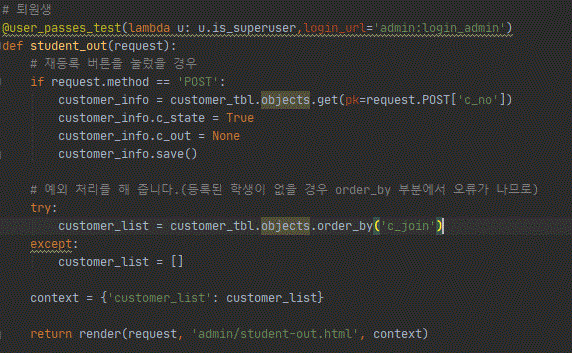 # 퇴원생
@user_passes_test(lambda u: u.is_superuser,login_url='admin:login_admin')
def student_out(request):
    # 재등록 버튼을 눌렀을 경우
    if request.method == 'POST':
        customer_info = customer_tbl.objects.get(pk=request.POST['c_no'])
        customer_info.c_state = True
        customer_info.c_out = None
        customer_info.save()

    # 예외 처리를 해 줍니다.(등록된 학생이 없을 경우 order_by 부분에서 오류가 나므로)
    try:
        customer_list = customer_tbl.objects.order_by('c_join')
    except:
        customer_list = []

    context = {'customer_list': customer_list}

    return render(request, 'admin/student-out.html', context)